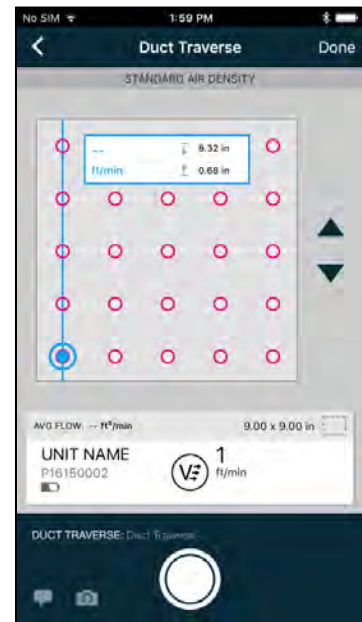 No SIM 1:59 PM
Duct Traverse Done
STANDARD AIR DENSITY
-- 8.32 in
ft/min 0.68 in
AVG FLOW: -- ft³/min 9.00 x 9.00 in
UNIT NAME
P16150002
V 1
ft/min
DUCT TRAVERSE: Duct Traverse